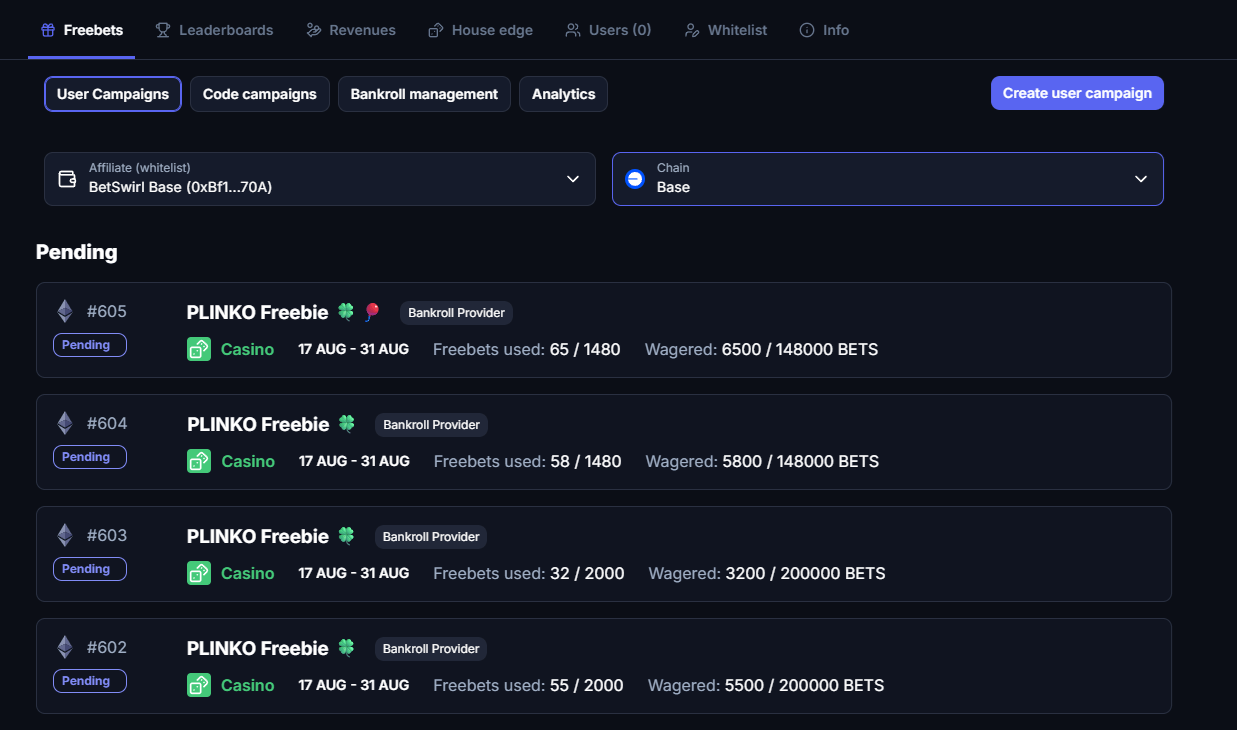 Freebets Leaderboards Revenues House edge Users (0) Whitelist Info
User Campaigns Code campaigns Bankroll management Analytics Create user campaign
Affiliate (whitelist)
BetSwirl Base (0xBf1...70A)
Chain
Base
Pending
#605 PLINKO Freebie 🍀 🎈 Bankroll Provider
Pending Casino 17 AUG - 31 AUG Freebets used: 65 / 1480 Wagered: 6500 / 148000 BETS
#604 PLINKO Freebie 🍀 Bankroll Provider
Pending Casino 17 AUG - 31 AUG Freebets used: 58 / 1480 Wagered: 5800 / 148000 BETS
#603 PLINKO Freebie 🍀 Bankroll Provider
Pending Casino 17 AUG - 31 AUG Freebets used: 32 / 2000 Wagered: 3200 / 200000 BETS
#602 PLINKO Freebie 🍀 Bankroll Provider
Pending Casino 17 AUG - 31 AUG Freebets used: 55 / 2000 Wagered: 5500 / 200000 BETS